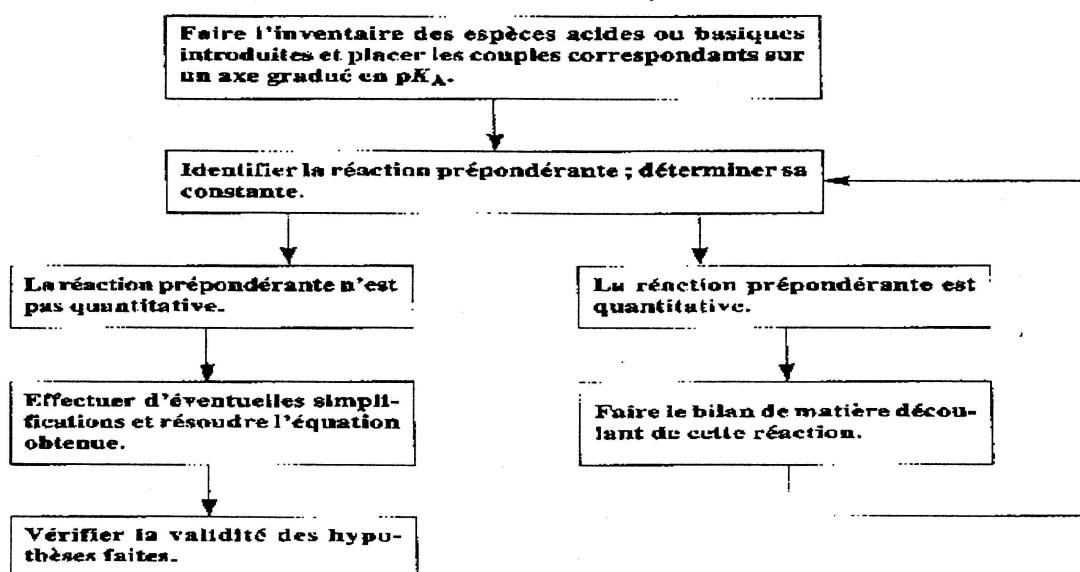 Faire l'inventaire des espèces acides ou basiques
introduites et placer les couples correspondants sur
un axe gradué en pKA.
Identifier la réaction prépondérante ; déterminer sa
constante.
La réaction prépondérante n'est
pas quantitative.
La réaction prépondérante est
quantitative.
Effectuer d'éventuelles simpli-
fications et résoudre l'équation
obtenue.
Faire le bilan de matière décou-
lant de cette réaction.
Vérifier la validité des hypo-
thèses faites.